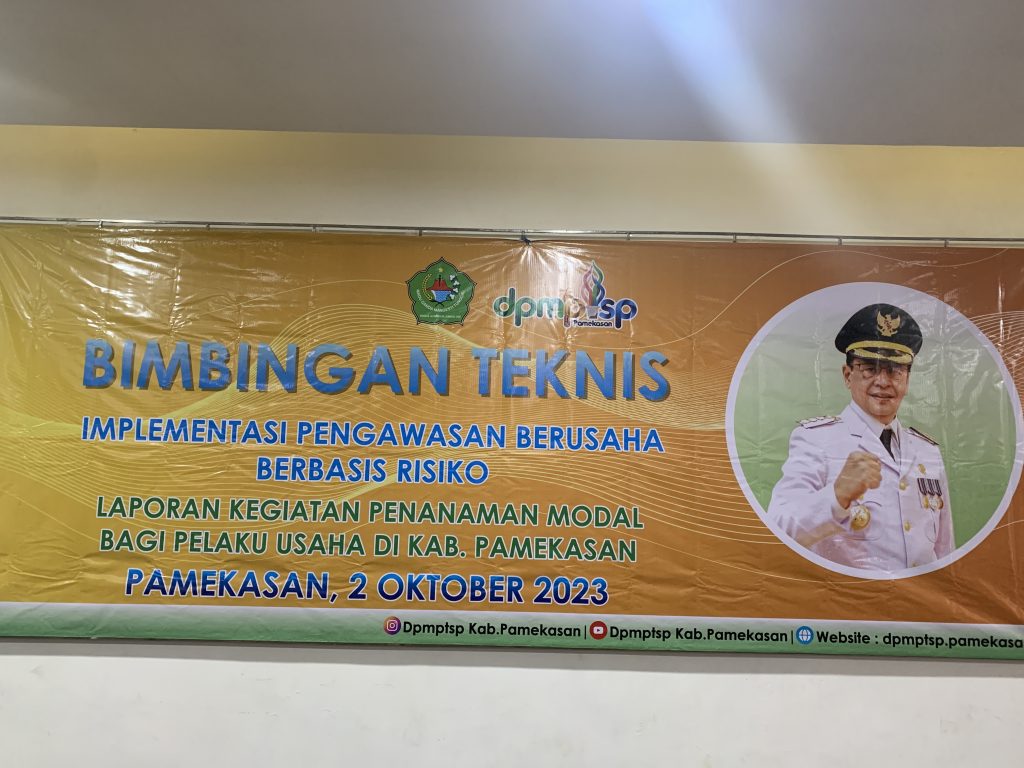 dpmptsp
Pamekasan
BIMBINGAN TEKNIS
IMPLEMENTASI PENGAWASAN BERUSAHA
BERBASIS RISIKO
LAPORAN KEGIATAN PENANAMAN MODAL
BAGI PELAKU USAHA DI KAB. PAMEKASAN
PAMEKASAN, 2 OKTOBER 2023
Dpmptsp Kab.Pamekasan | Dpmptsp Kab.Pamekasan | Website : dpmptsp.pamekasa